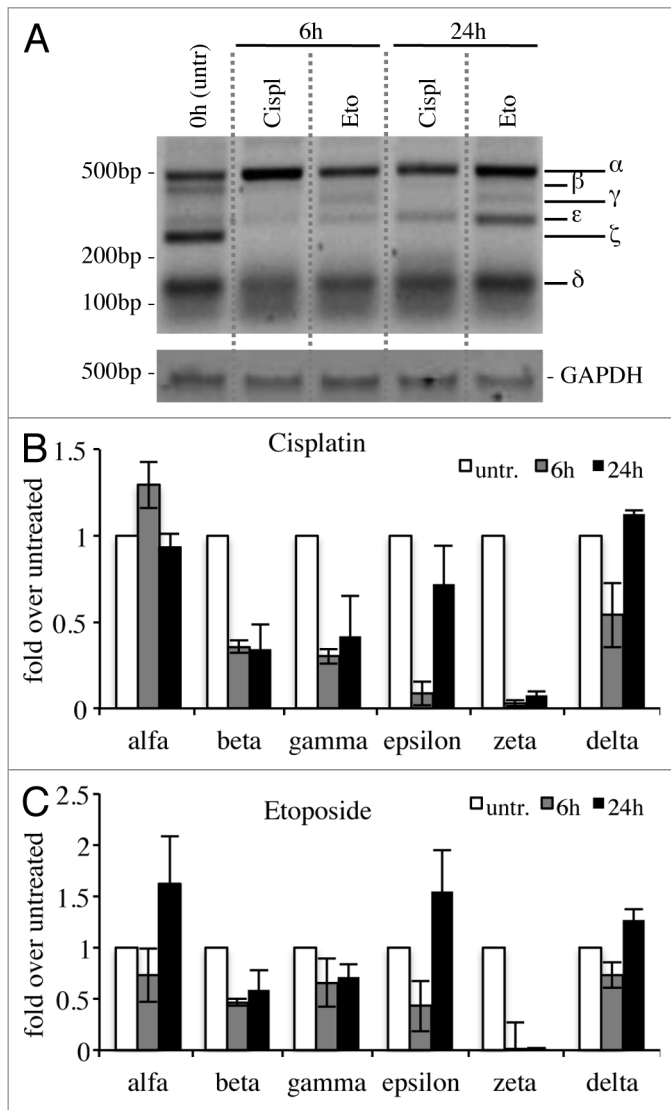 A
6h
24h
0h (untr)
Cispl
Eto
Cispl
Eto
500bp -
200bp -
100bp -
α
β
γ
ε
ζ
δ
500bp -
- GAPDH
B
Cisplatin
untr. 6h 24h
fold over untreated
1.5
1
0.5
0
alfa beta gamma epsilon zeta delta
C
Etoposide
untr. 6h 24h
fold over untreated
2.5
2
1.5
1
0.5
0
alfa beta gamma epsilon zeta delta